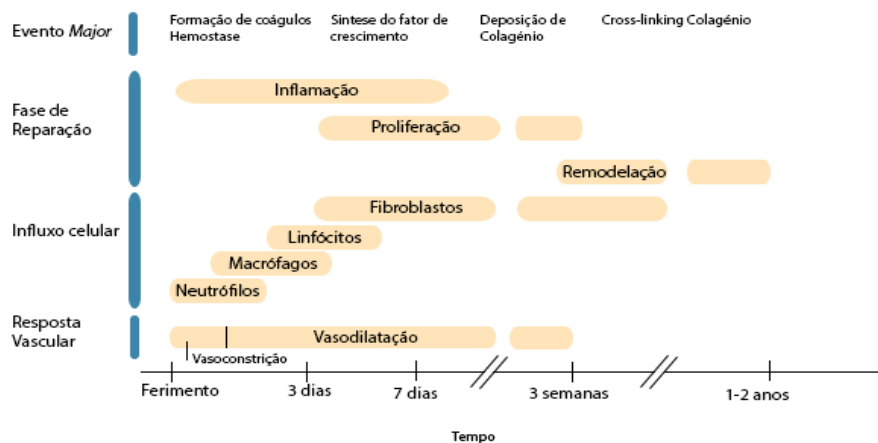 Evento Major
Formação de coágulos
Hemostase
Sintese do fator de
crescimento
Deposição de
Colagénio
Cross-linking Colagénio
Fase de
Reparação
Inflamação
Proliferação
Remodelação
Influxo celular
Fibroblastos
Linfócitos
Macrófagos
Neutrófilos
Resposta
Vascular
Vasodilatação
Vasoconstrição
Ferimento
3 dias
7 dias
3 semanas
1-2 anos
Tempo